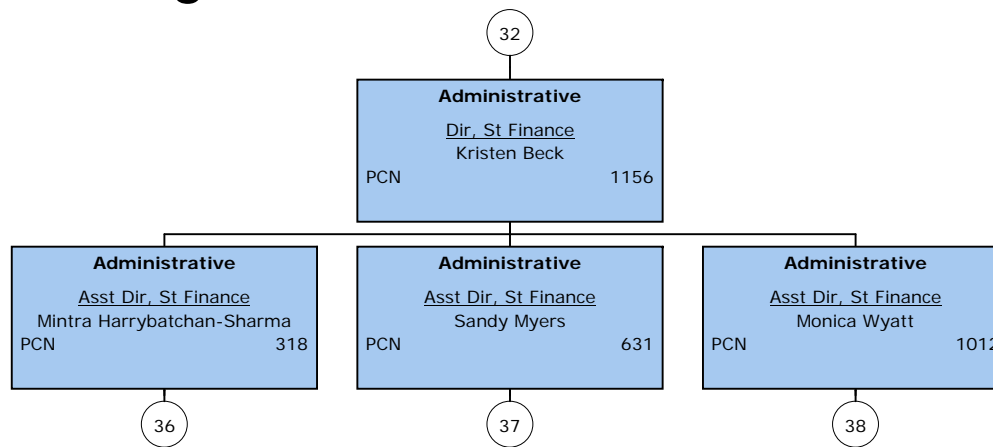 32
Administrative
Dir, St Finance
Kristen Beck
PCN 1156
Administrative
Asst Dir, St Finance
Mintra Harrybatchan-Sharma
PCN 318
Administrative
Asst Dir, St Finance
Sandy Myers
PCN 631
Administrative
Asst Dir, St Finance
Monica Wyatt
PCN 1012
36
37
38